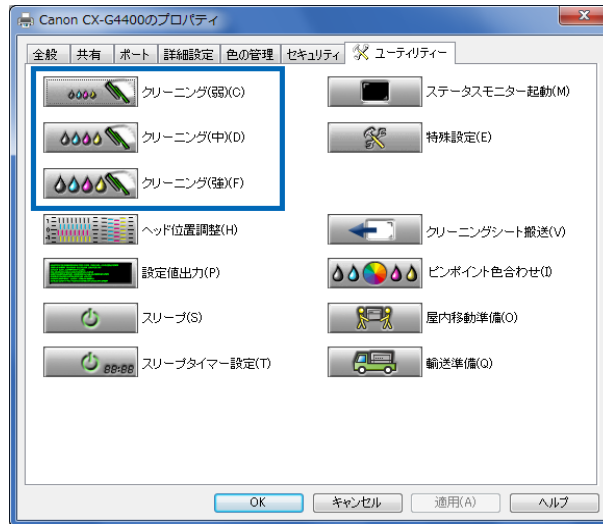 Canon CX-G4400のプロパティ
全般 共有 ポート 詳細設定 色の管理 セキュリティ ユーティリティー
クリーニング(弱)(C) ステータスモニター起動(M)
クリーニング(中)(D) 特殊設定(E)
クリーニング(強)(F)
ヘッド位置調整(H) クリーニングシート搬送(V)
設定値出力(P) ピンポイント色合わせ(I)
スリープ(S) 屋内移動準備(O)
スリープタイマー設定(T) 輸送準備(Q)
OK キャンセル 適用(A) ヘルプ